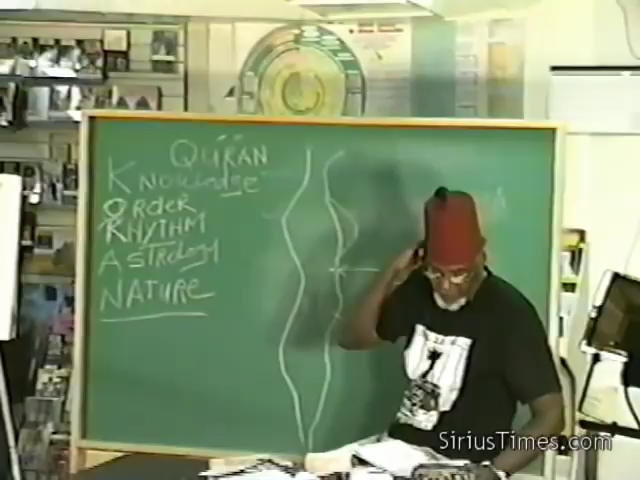 QURAN
KNOWLEDGE
ORDER
RHYTHM
ASTROLOGY
NATURE
SiriusTimes.com